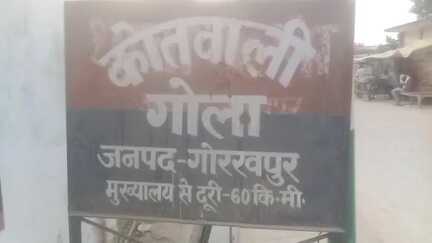 कोतवाली
गोला
जनपद-गोरखपुर
मुख्यालय से दूरी-60 कि.मी.